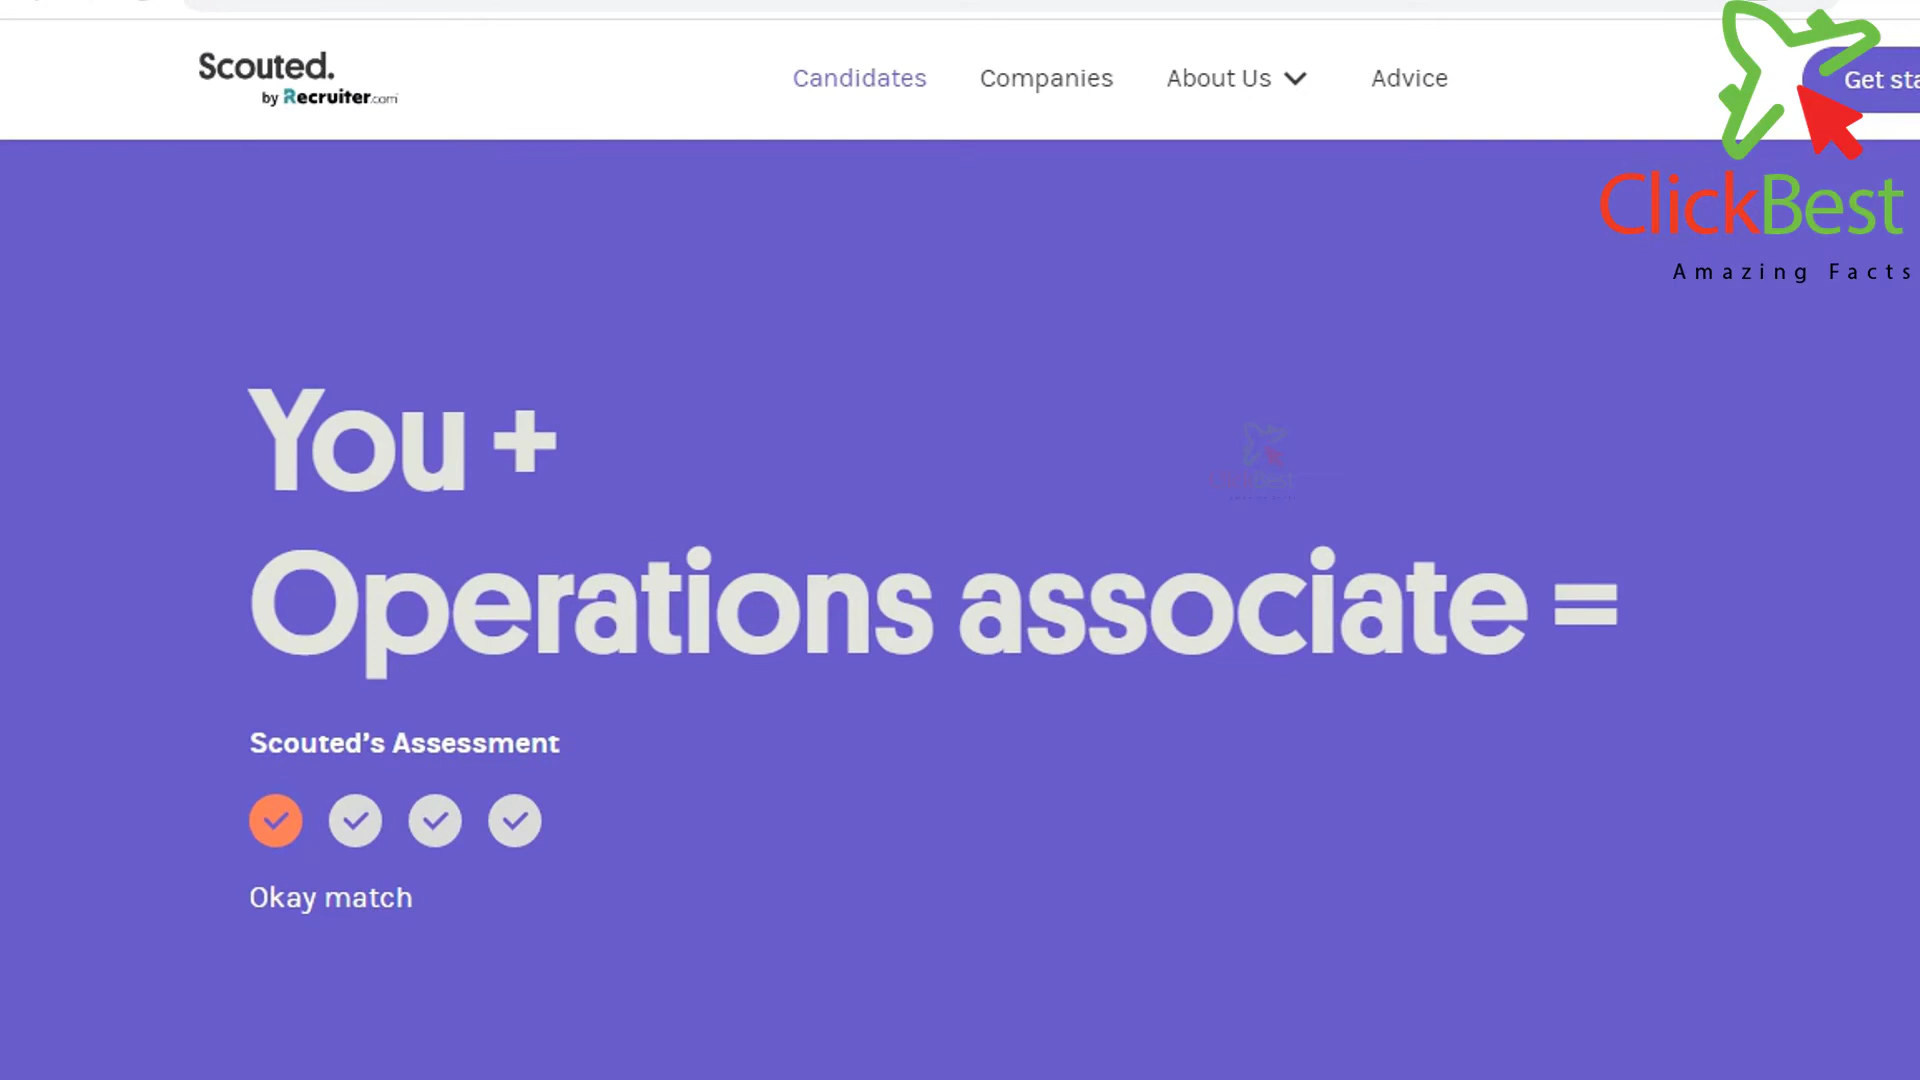 Scouted.
by Recruiter.com
Candidates
Companies
About Us
Advice
Get sta
ClickBest
Amazing Facts
You +
Operations associate =
Scouted’s Assessment
Okay match